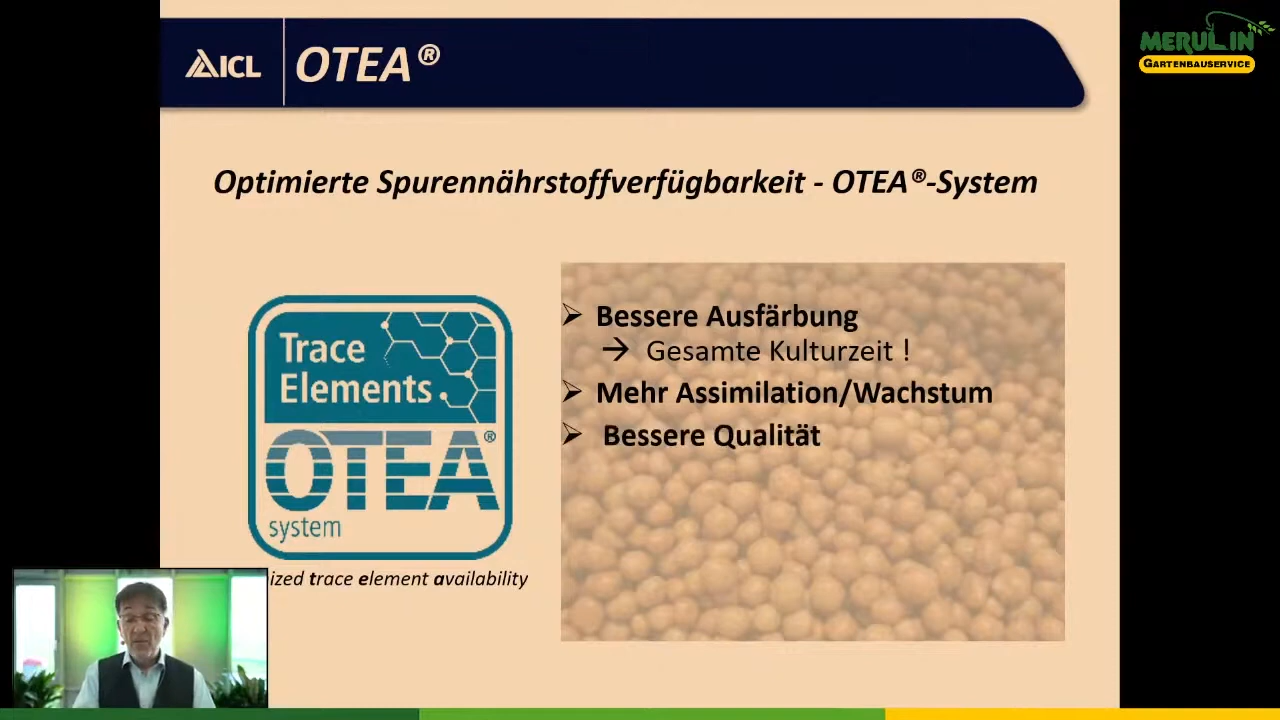 ICL
OTEA®
MERULIN
GARTENBAUSERVICE
Optimierte Spurennährstoffverfügbarkeit - OTEA®-System
Trace
Elements
OTEA®
system
ized trace element availability
➢ Bessere Ausfärbung
→ Gesamte Kulturzeit !
➢ Mehr Assimilation/Wachstum
➢ Bessere Qualität